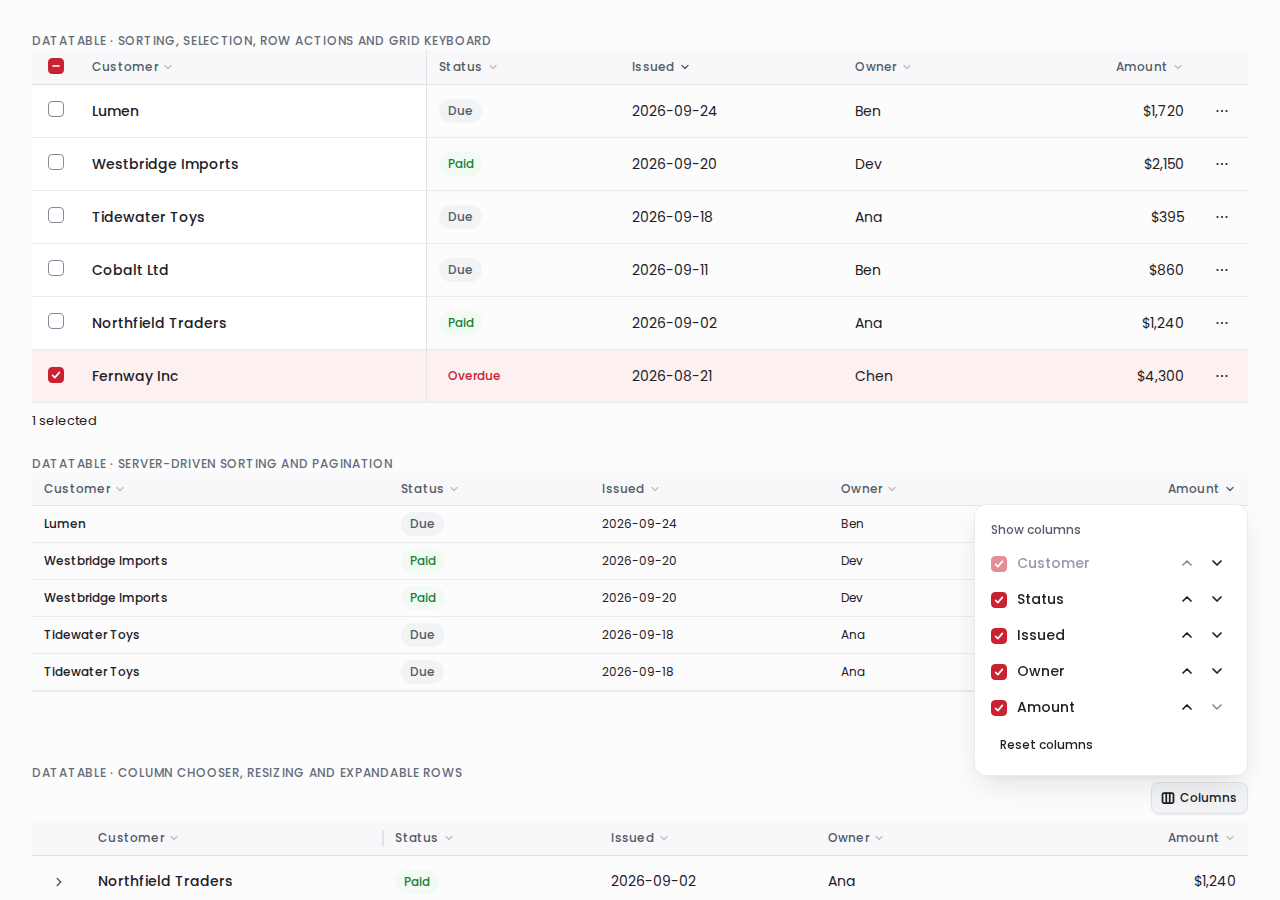 DATATABLE · SORTING, SELECTION, ROW ACTIONS AND GRID KEYBOARD
Customer Status Issued Owner Amount
Lumen Due 2026-09-24 Ben $1,720
Westbridge Imports Paid 2026-09-20 Dev $2,150
Tidewater Toys Due 2026-09-18 Ana $395
Cobalt Ltd Due 2026-09-11 Ben $860
Northfield Traders Paid 2026-09-02 Ana $1,240
Fernway Inc Overdue 2026-08-21 Chen $4,300
1 selected
DATATABLE · SERVER-DRIVEN SORTING AND PAGINATION
Customer Status Issued Owner Amount
Lumen Due 2026-09-24 Ben
Westbridge Imports Paid 2026-09-20 Dev
Westbridge Imports Paid 2026-09-20 Dev
Tidewater Toys Due 2026-09-18 Ana
Tidewater Toys Due 2026-09-18 Ana
Show columns
Customer
Status
Issued
Owner
Amount
Reset columns
DATATABLE · COLUMN CHOOSER, RESIZING AND EXPANDABLE ROWS
Columns
Customer Status Issued Owner Amount
Northfield Traders Paid 2026-09-02 Ana $1,240